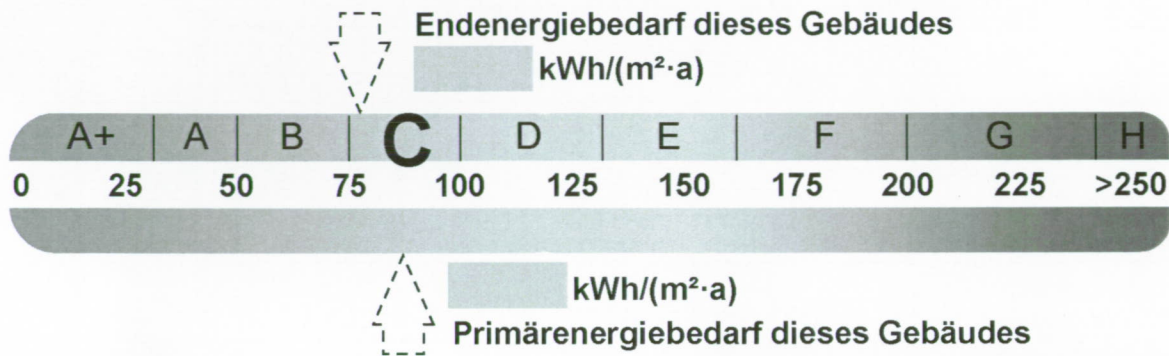 Endenergiebedarf dieses Gebäudes
kWh/(m²·a)
A+ A B C D E F G H
0 25 50 75 100 125 150 175 200 225 >250
kWh/(m²·a)
Primärenergiebedarf dieses Gebäudes